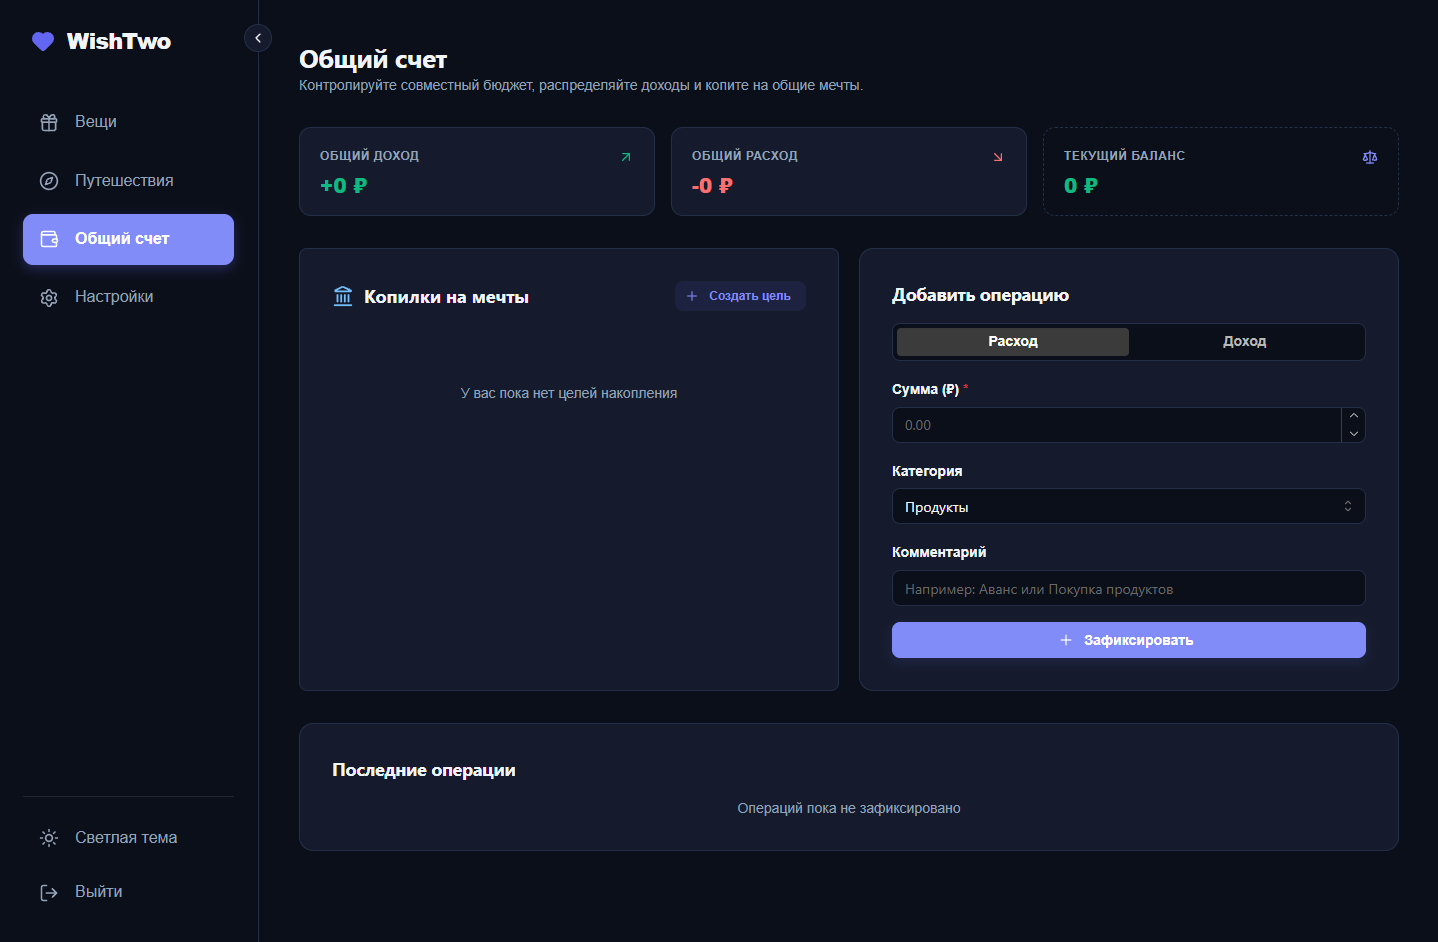 WishTwo
Вещи
Путешествия
Общий счет
Настройки
Светлая тема
Выйти
Общий счет
Контролируйте совместный бюджет, распределяйте доходы и копите на общие мечты.
ОБЩИЙ ДОХОД
+0 ₽
ОБЩИЙ РАСХОД
-0 ₽
ТЕКУЩИЙ БАЛАНС
0 ₽
Копилки на мечты
Создать цель
У вас пока нет целей накопления
Добавить операцию
Расход
Доход
Сумма (₽) *
0.00
Категория
Продукты
Комментарий
Например: Аванс или Покупка продуктов
Зафиксировать
Последние операции
Операций пока не зафиксировано